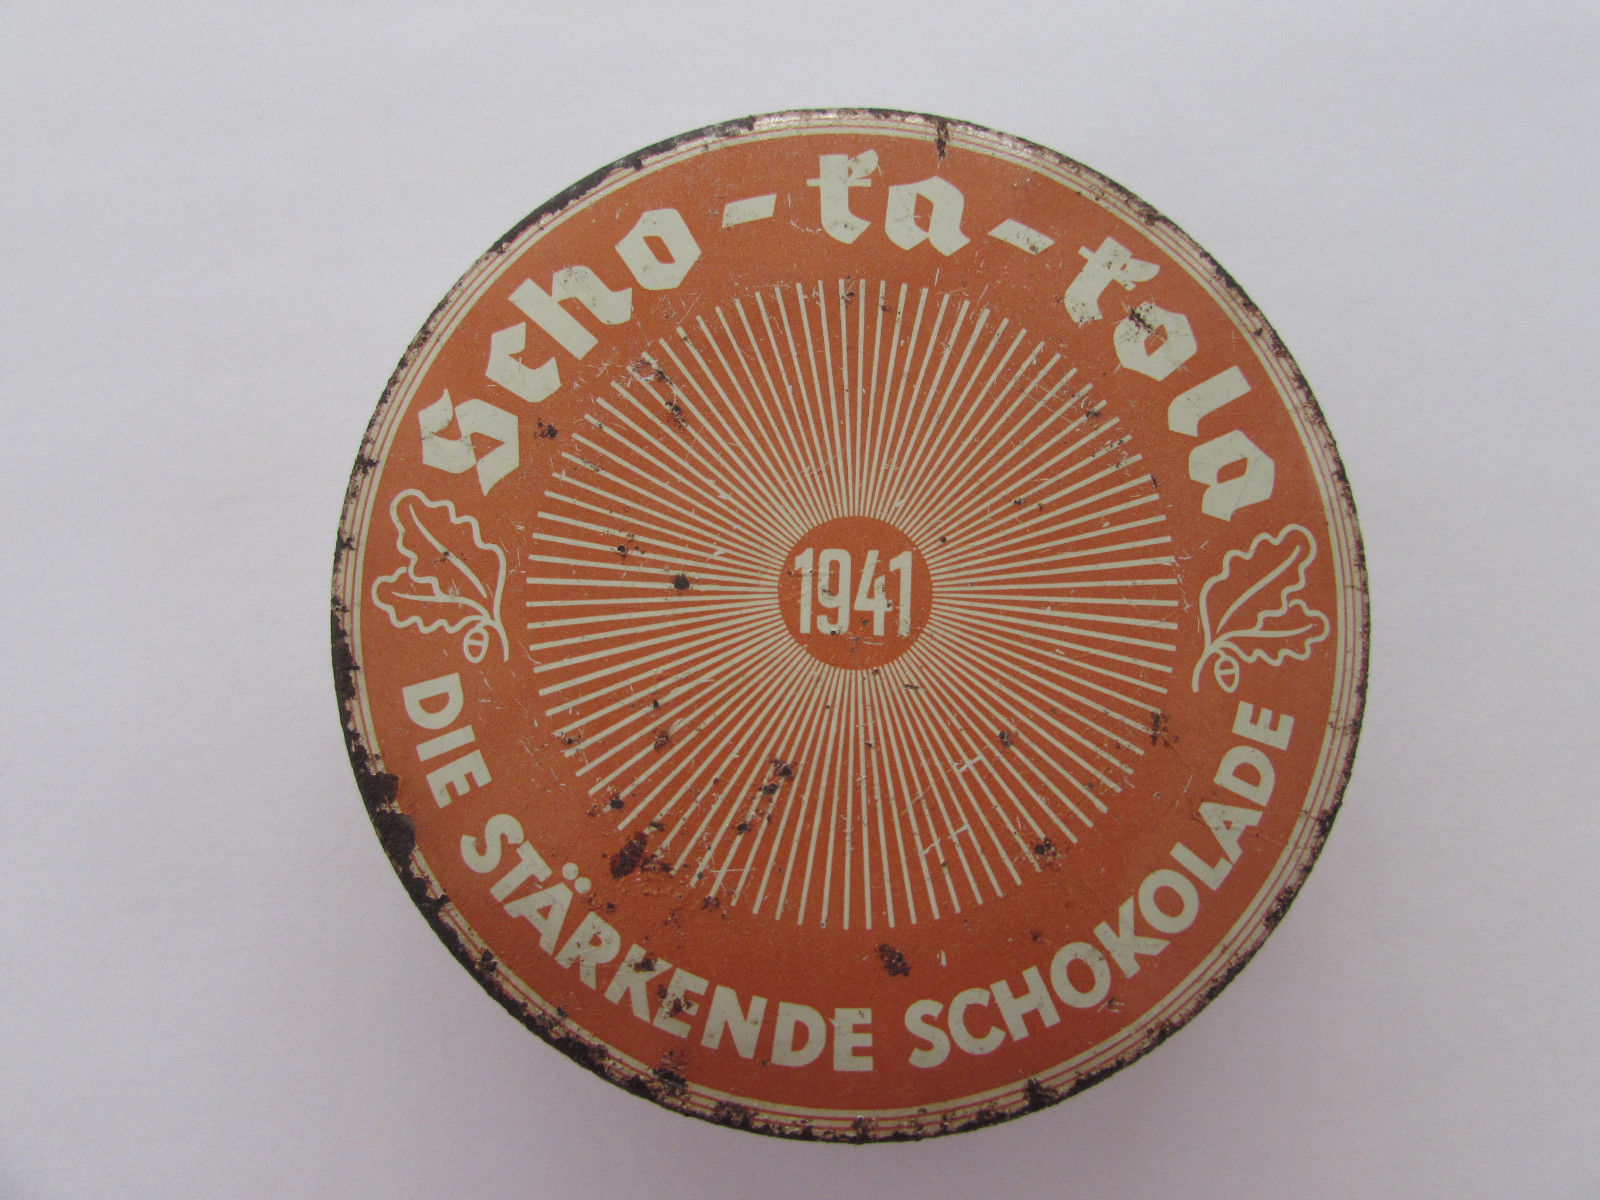 Scho-ka-kola
1941
DIE STÄRKENDE SCHOKOLADE